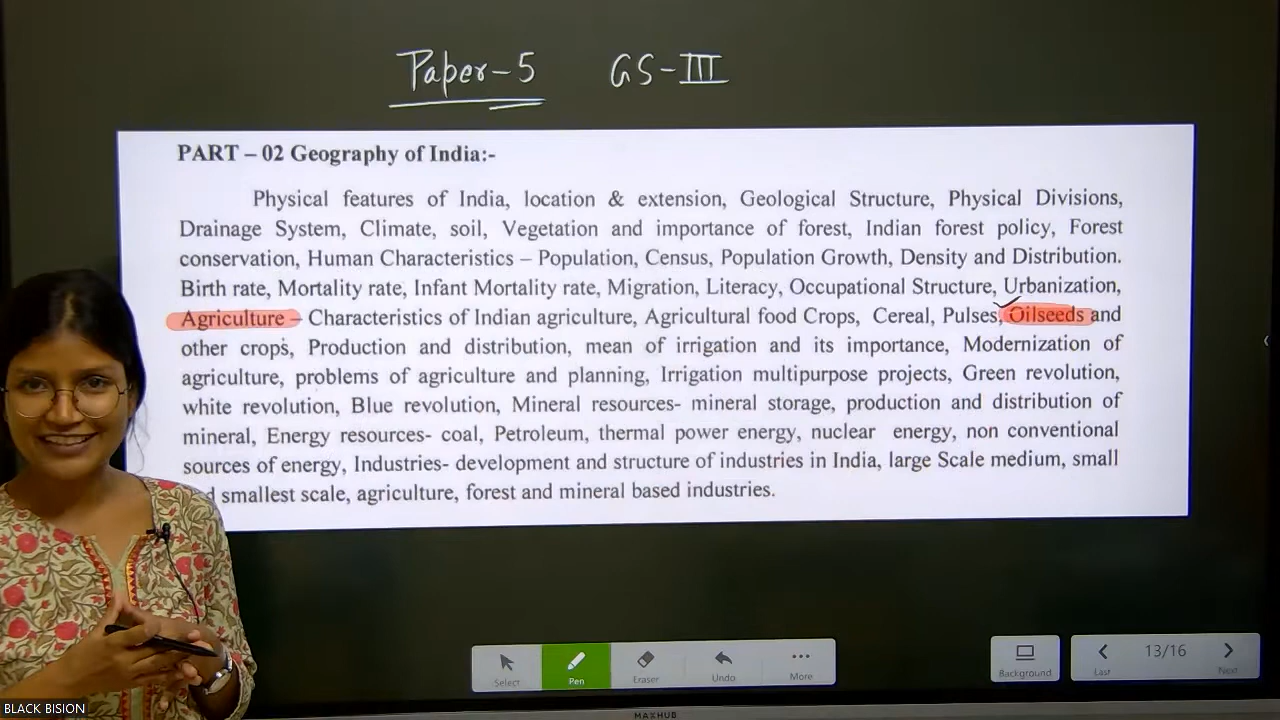 Paper-5 GS-III
PART – 02 Geography of India:-
Physical features of India, location & extension, Geological Structure, Physical Divisions,
Drainage System, Climate, soil, Vegetation and importance of forest, Indian forest policy, Forest
conservation, Human Characteristics – Population, Census, Population Growth, Density and Distribution.
Birth rate, Mortality rate, Infant Mortality rate, Migration, Literacy, Occupational Structure, Urbanization,
Agriculture – Characteristics of Indian agriculture, Agricultural food Crops, Cereal, Pulses, Oilseeds and
other crops, Production and distribution, mean of irrigation and its importance, Modernization of
agriculture, problems of agriculture and planning, Irrigation multipurpose projects, Green revolution,
white revolution, Blue revolution, Mineral resources- mineral storage, production and distribution of
mineral, Energy resources- coal, Petroleum, thermal power energy, nuclear energy, non conventional
sources of energy, Industries- development and structure of industries in India, large Scale medium, small
smallest scale, agriculture, forest and mineral based industries.
Select Pen Eraser Undo More Background Last 13/16 Next
BLACK BISION
MAXHUB